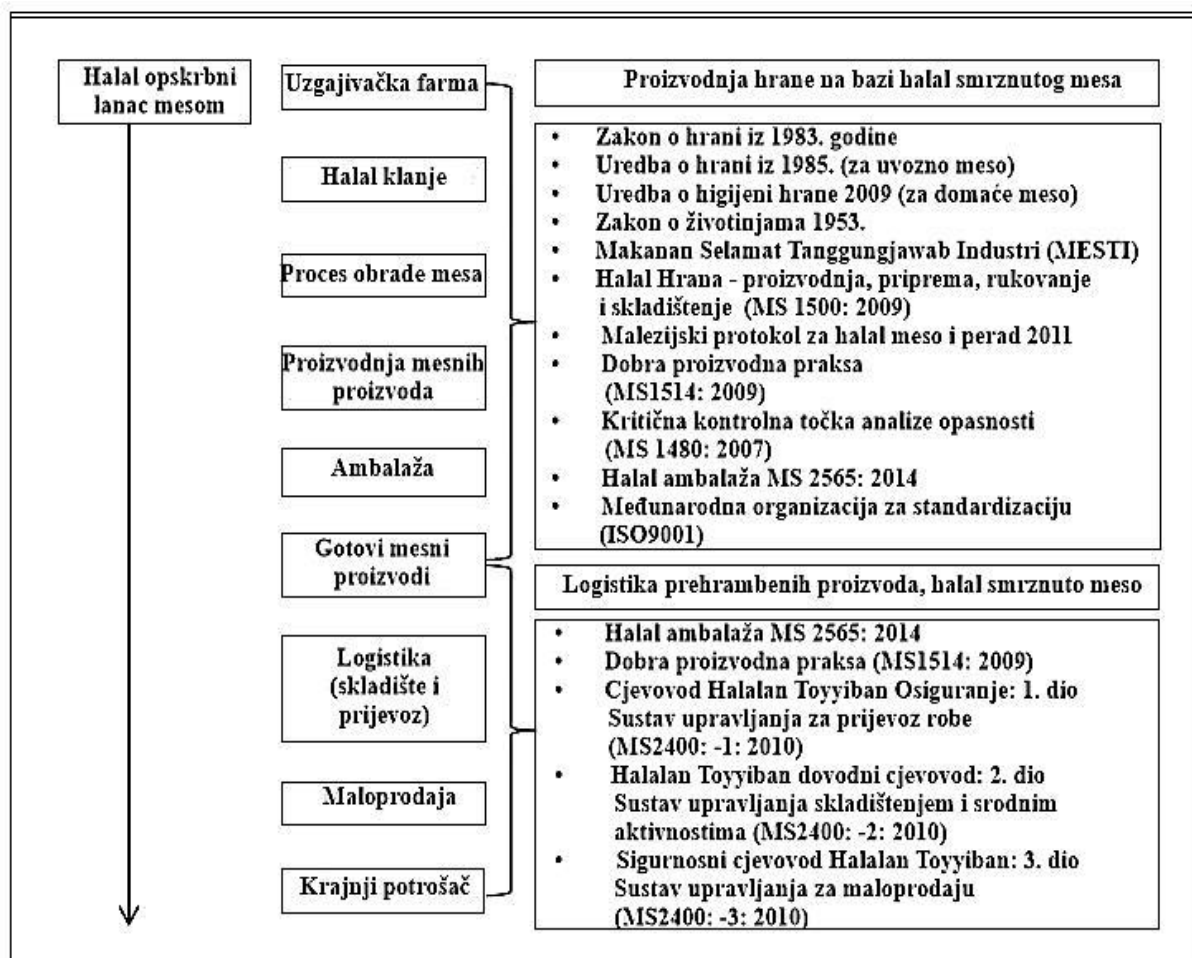 Halal opskrbni
lanac mesom
Uzgajivačka farma
Halal klanje
Proces obrade mesa
Proizvodnja mesnih
proizvoda
Ambalaža
Gotovi mesni
proizvodi
Logistika
(skladište i
prijevoz)
Maloprodaja
Krajnji potrošač
Proizvodnja hrane na bazi halal smrznutog mesa
• Zakon o hrani iz 1983. godine
• Uredba o hrani iz 1985. (za uvozno meso)
• Uredba o higijeni hrane 2009 (za domaće meso)
• Zakon o životinjama 1953.
• Makanan Selamat Tanggungjawab Industri (MESTI)
• Halal Hrana - proizvodnja, priprema, rukovanje
i skladištenje (MS 1500: 2009)
• Malezijski protokol za halal meso i perad 2011
• Dobra proizvodna praksa
(MS1514: 2009)
• Kritična kontrolna točka analize opasnosti
(MS 1480: 2007)
• Halal ambalaža MS 2565: 2014
• Međunarodna organizacija za standardizaciju
(ISO9001)
Logistika prehrambenih proizvoda, halal smrznuto meso
• Halal ambalaža MS 2565: 2014
• Dobra proizvodna praksa (MS1514: 2009)
• Cjevovod Halalan Toyyiban Osiguranje: 1. dio
Sustav upravljanja za prijevoz robe
(MS2400: -1: 2010)
• Halalan Toyyiban dovodni cjevovod: 2. dio
Sustav upravljanja skladištenjem i srodnim
aktivnostima (MS2400: -2: 2010)
• Sigurnosni cjevovod Halalan Toyyiban: 3. dio
Sustav upravljanja za maloprodaju
(MS2400: -3: 2010)